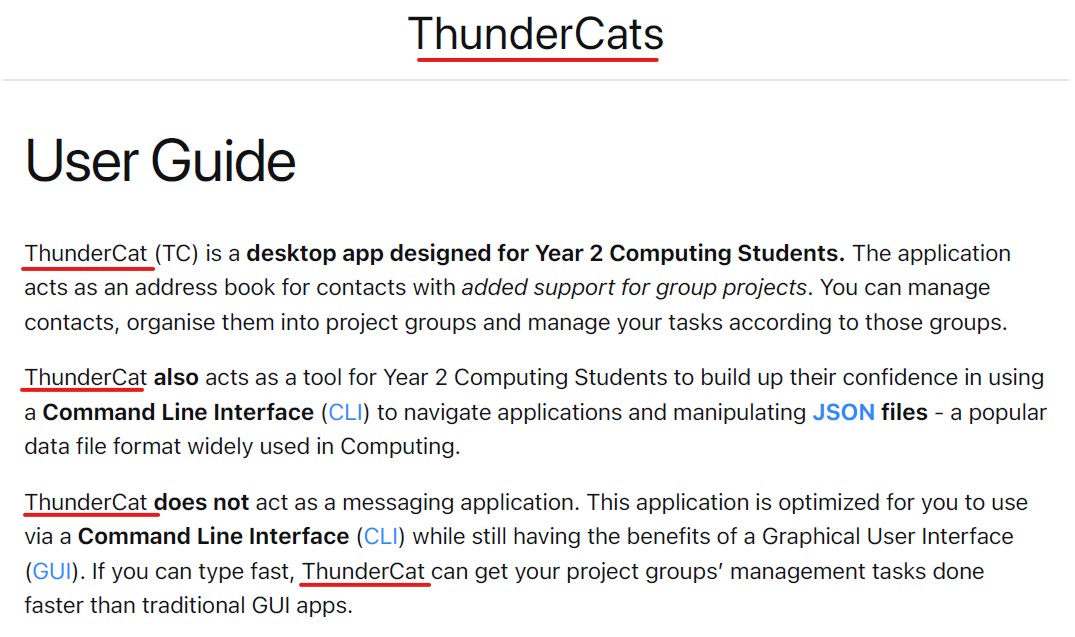 ThunderCats
User Guide
ThunderCat (TC) is a desktop app designed for Year 2 Computing Students. The application
acts as an address book for contacts with added support for group projects. You can manage
contacts, organise them into project groups and manage your tasks according to those groups.
ThunderCat also acts as a tool for Year 2 Computing Students to build up their confidence in using
a Command Line Interface (CLI) to navigate applications and manipulating JSON files - a popular
data file format widely used in Computing.
ThunderCat does not act as a messaging application. This application is optimized for you to use
via a Command Line Interface (CLI) while still having the benefits of a Graphical User Interface
(GUI). If you can type fast, ThunderCat can get your project groups’ management tasks done
faster than traditional GUI apps.